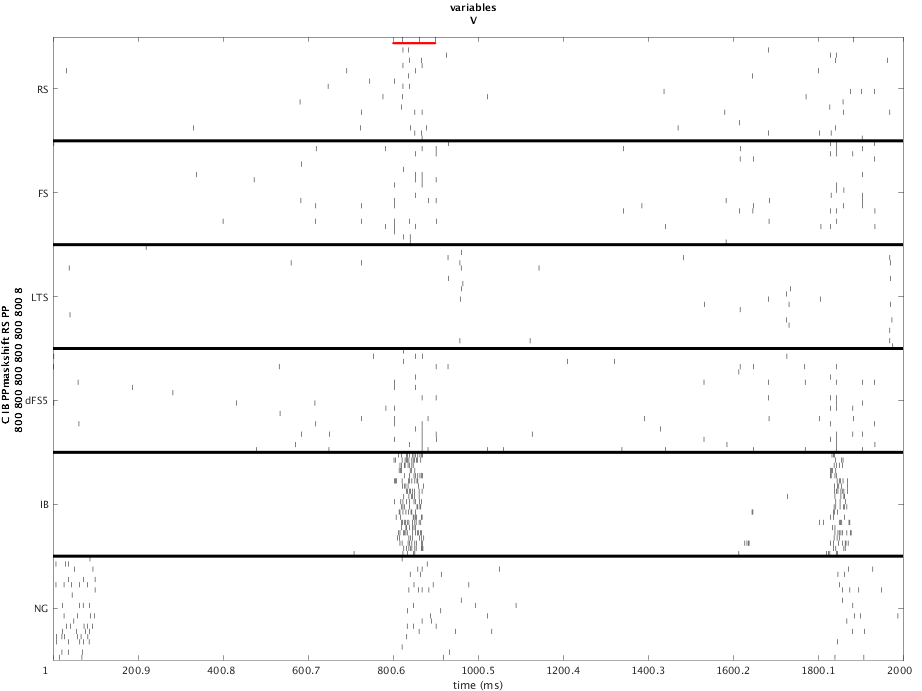 variables
V
RS
FS
LTS
dFS5
IB
NG
C IB PPmaskshift RS PP
800 800 800 800 800 800 800 8
1 200.9 400.8 600.7 800.6 1000.5 1200.4 1400.3 1600.2 1800.1 2000
time (ms)